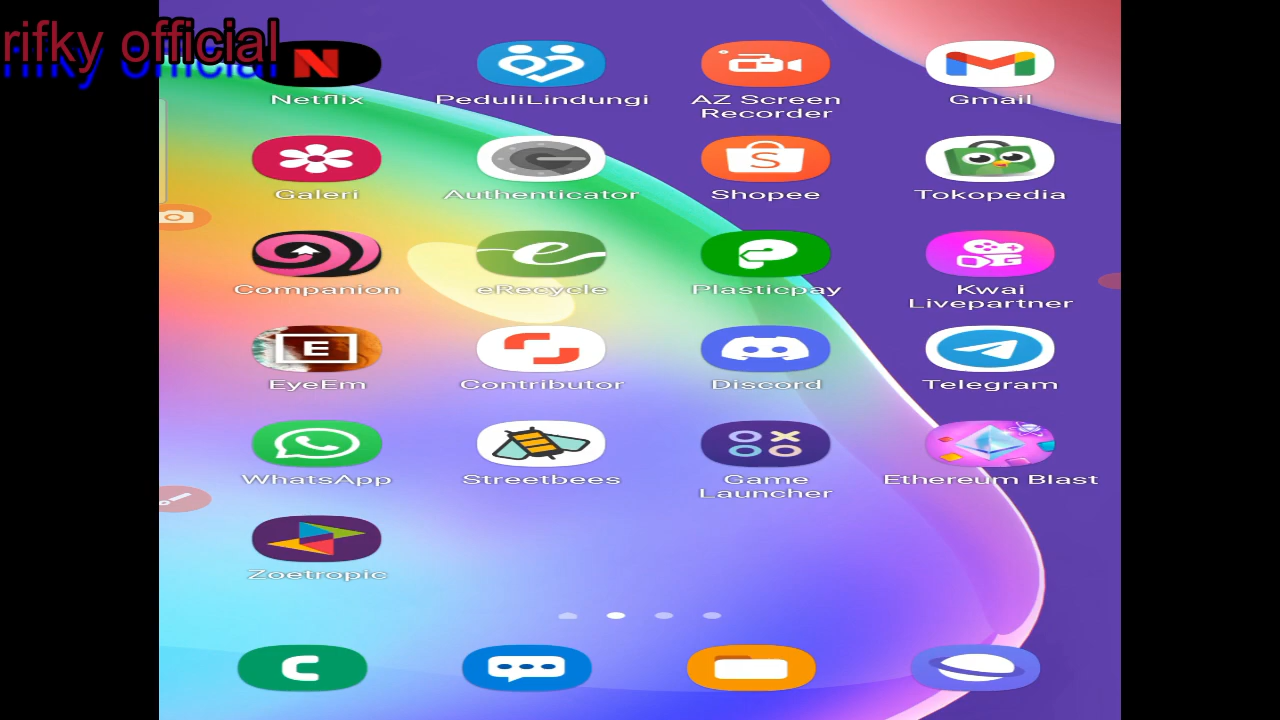 rifky official
Netflix
PeduliLindungi
AZ Screen
Recorder
Gmail
Galeri
Authenticator
Shopee
Tokopedia
Companion
eRecycle
Plasticpay
Kwai
Livepartner
E
EyeEm
Contributor
Discord
Telegram
WhatsApp
Streetbees
Game
Launcher
Ethereum Blast
Zoetropic